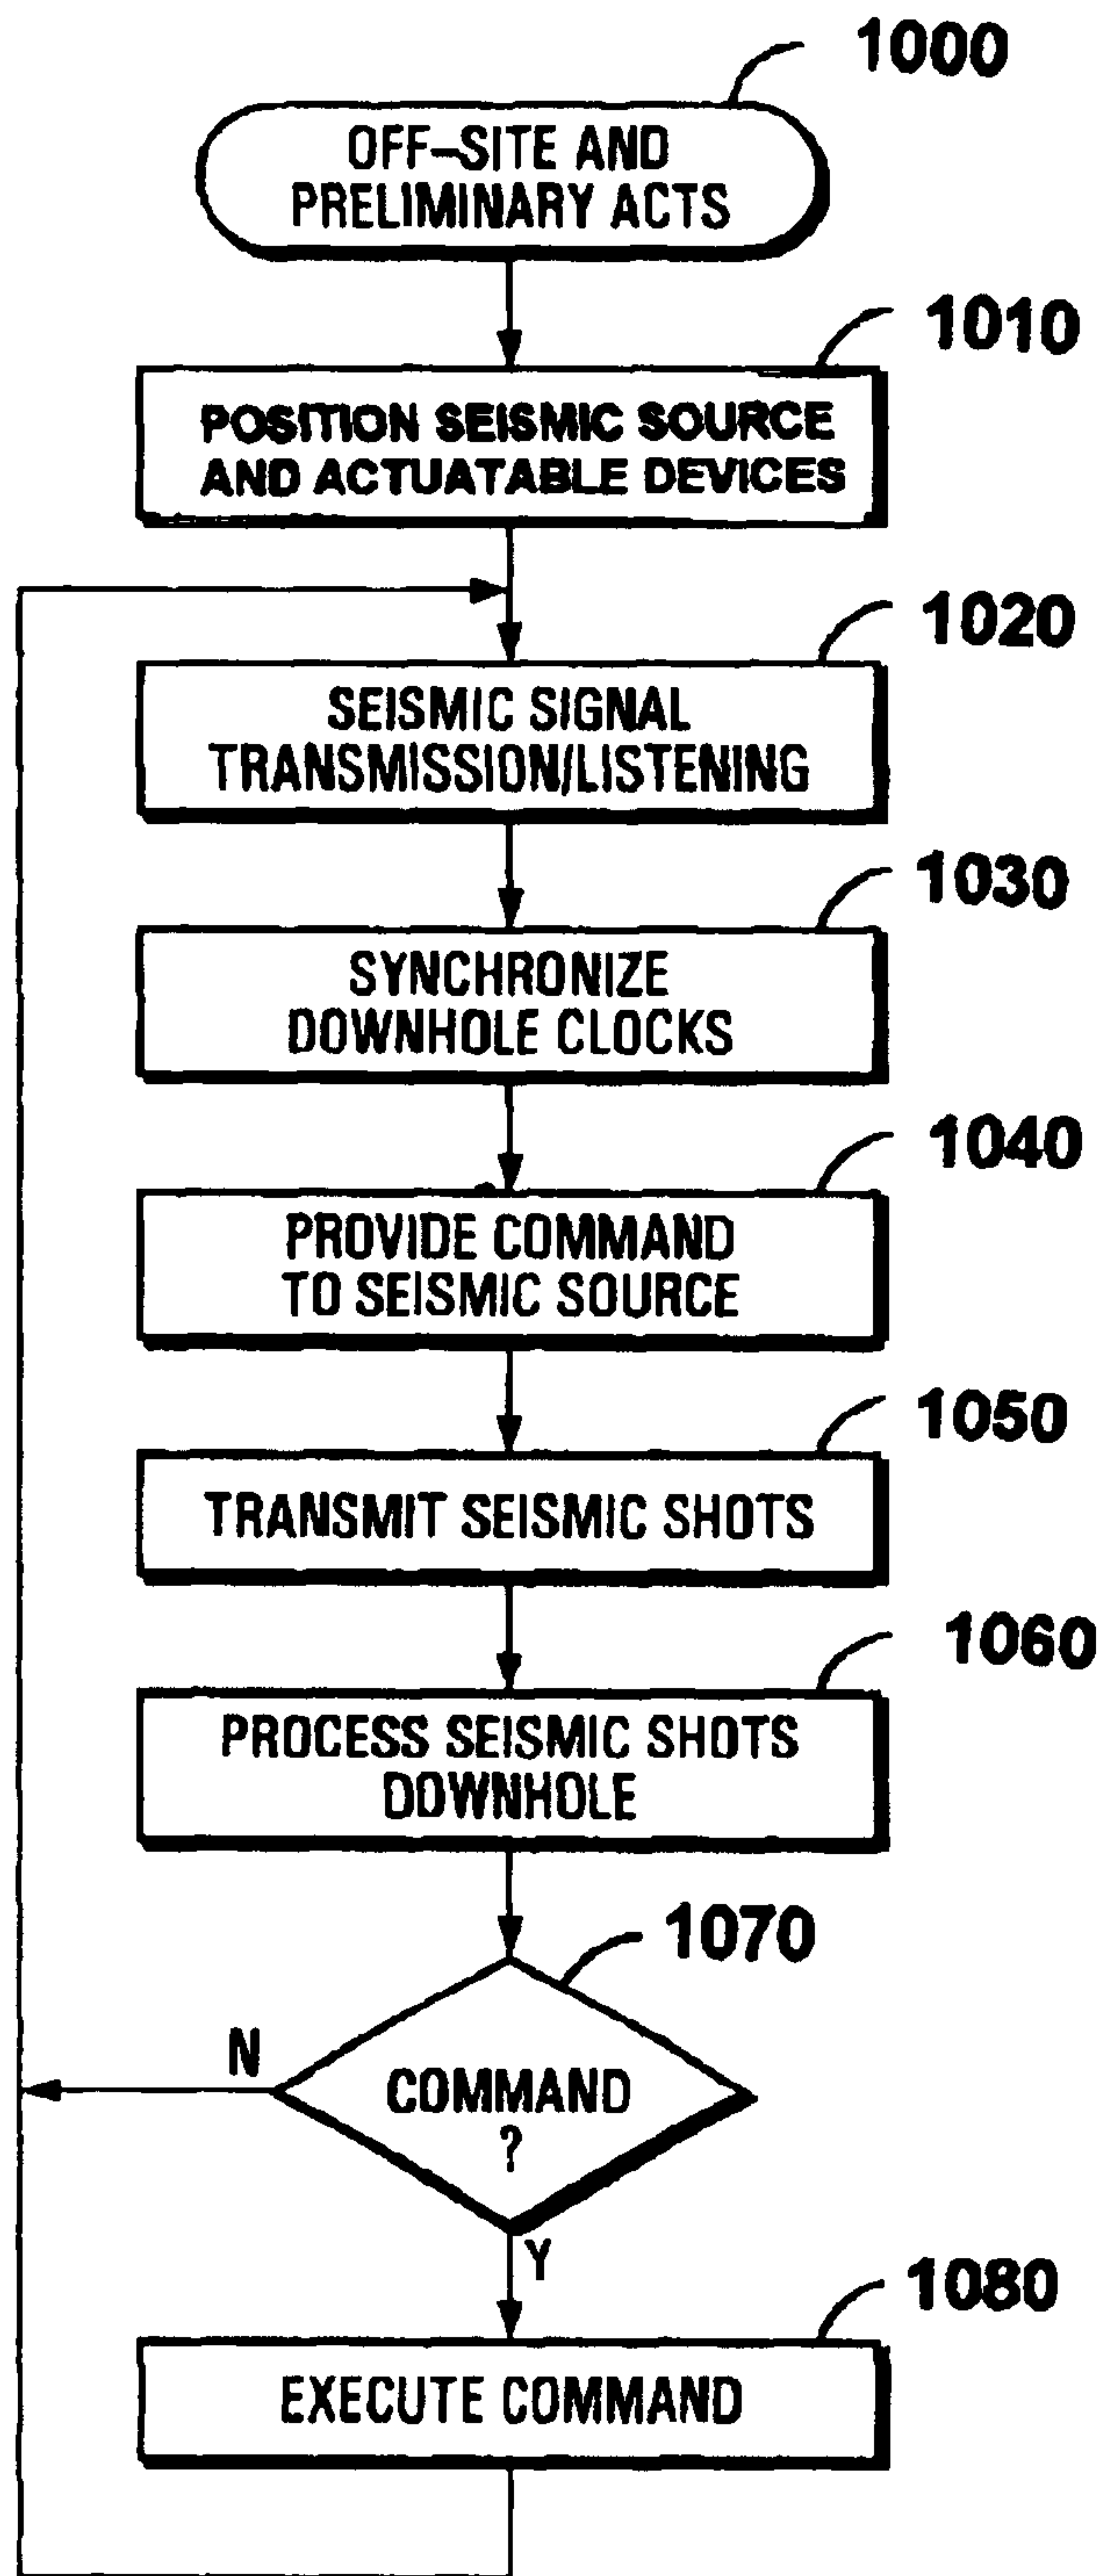 1000
OFF-SITE AND
PRELIMINARY ACTS
1010
POSITION SEISMIC SOURCE
AND ACTUATABLE DEVICES
1020
SEISMIC SIGNAL
TRANSMISSION/LISTENING
1030
SYNCHRONIZE
DOWNHOLE CLOCKS
1040
PROVIDE COMMAND
TO SEISMIC SOURCE
1050
TRANSMIT SEISMIC SHOTS
1060
PROCESS SEISMIC SHOTS
DOWNHOLE
1070
N
COMMAND
?
Y
1080
EXECUTE COMMAND